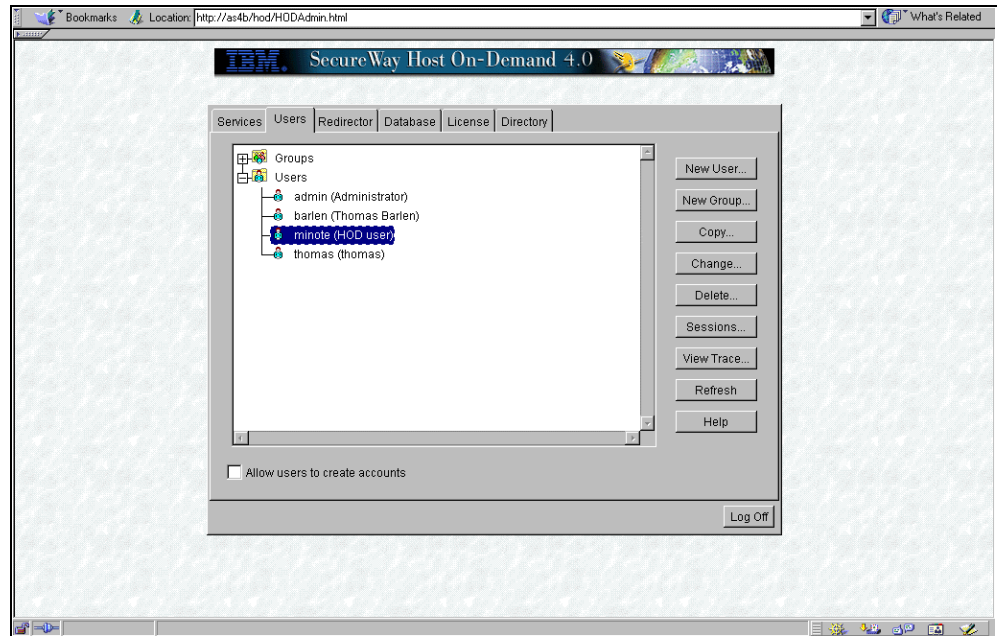 Bookmarks Location: http://as4b/hod/HODAdmin.html What's Related
IBM. SecureWay Host On-Demand 4.0
Services Users Redirector Database License Directory
Groups
Users
admin (Administrator)
barlen (Thomas Barlen)
minote (HOD user)
thomas (thomas)
New User...
New Group...
Copy...
Change...
Delete...
Sessions...
View Trace...
Refresh
Help
Allow users to create accounts
Log Off